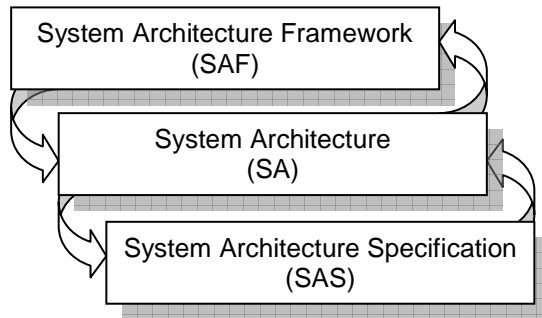 System Architecture Framework
(SAF)
System Architecture
(SA)
System Architecture Specification
(SAS)